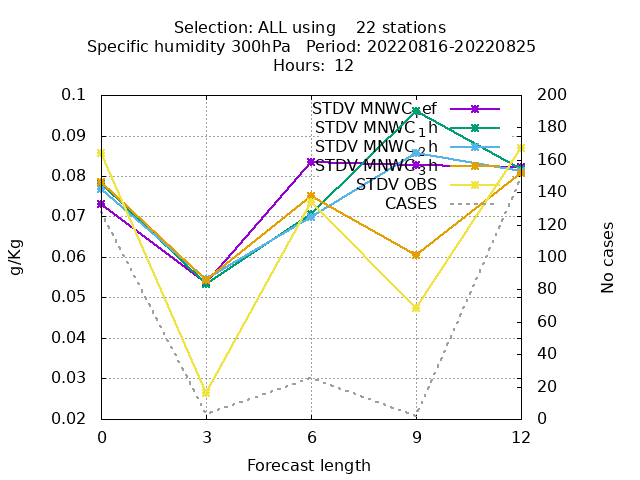 Selection: ALL using 22 stations
Specific humidity 300hPa Period: 20220816-20220825
Hours: 12
STDV MNWC_ref
STDV MNWC_1h
STDV MNWC_2h
STDV MNWC_3h
STDV OBS
CASES
0.1
0.09
0.08
0.07
0.06
0.05
0.04
0.03
0.02
200
180
160
140
120
100
80
60
40
20
0
g/Kg
No cases
0 3 6 9 12
Forecast length